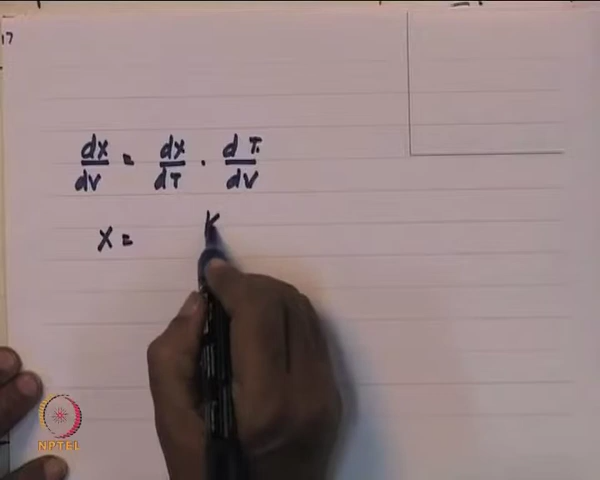 17
dX/dV = dX/dT . dT/dV
X = K
NPTEL